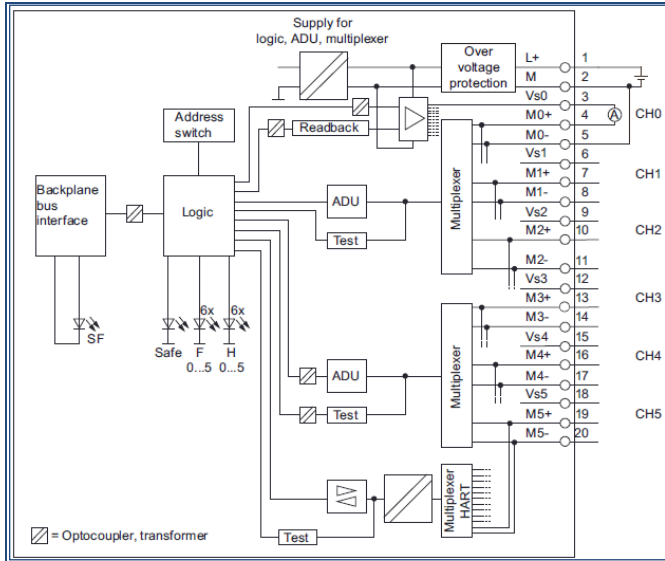 Supply for
logic, ADU, multiplexer
Over
voltage
protection
L+ 1
M 2
Vs0 3
M0+ 4
A
CH0
M0- 5
Vs1 6
M1+ 7
CH1
M1- 8
Vs2 9
M2+ 10
CH2
M2- 11
Vs3 12
M3+ 13
CH3
M3- 14
Vs4 15
M4+ 16
CH4
M4- 17
Vs5 18
M5+ 19
CH5
M5- 20
Address
switch
Readback
Backplane
bus
interface
Logic
ADU
Test
Multiplexer
SF
Safe
6x
F
0...5
6x
H
0...5
ADU
Test
Multiplexer
Test
Multiplexer
HART
= Optocoupler, transformer